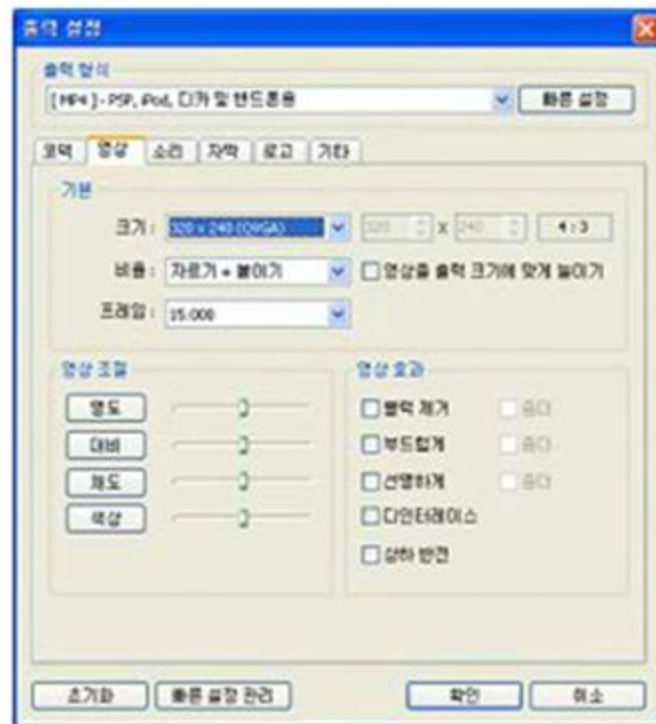 출력 설정
출력 형식
[ MP4 ] - PSP, iPod, 디카 및 핸드폰용
빠른 설정
코덱 영상 소리 자막 로고 기타
기본
크기 : 320 x 240 (QVGA) 320 x 240 4 : 3
비율 : 자르기 + 붙이기 영상을 출력 크기에 맞게 늘이기
프레임 : 15.000
영상 조절
명도
대비
채도
색상
영상 효과
블럭 제거 좀더
부드럽게 좀더
선명하게 좀더
디인터레이스
상하 반전
초기화 빠른 설정 관리 확인 취소